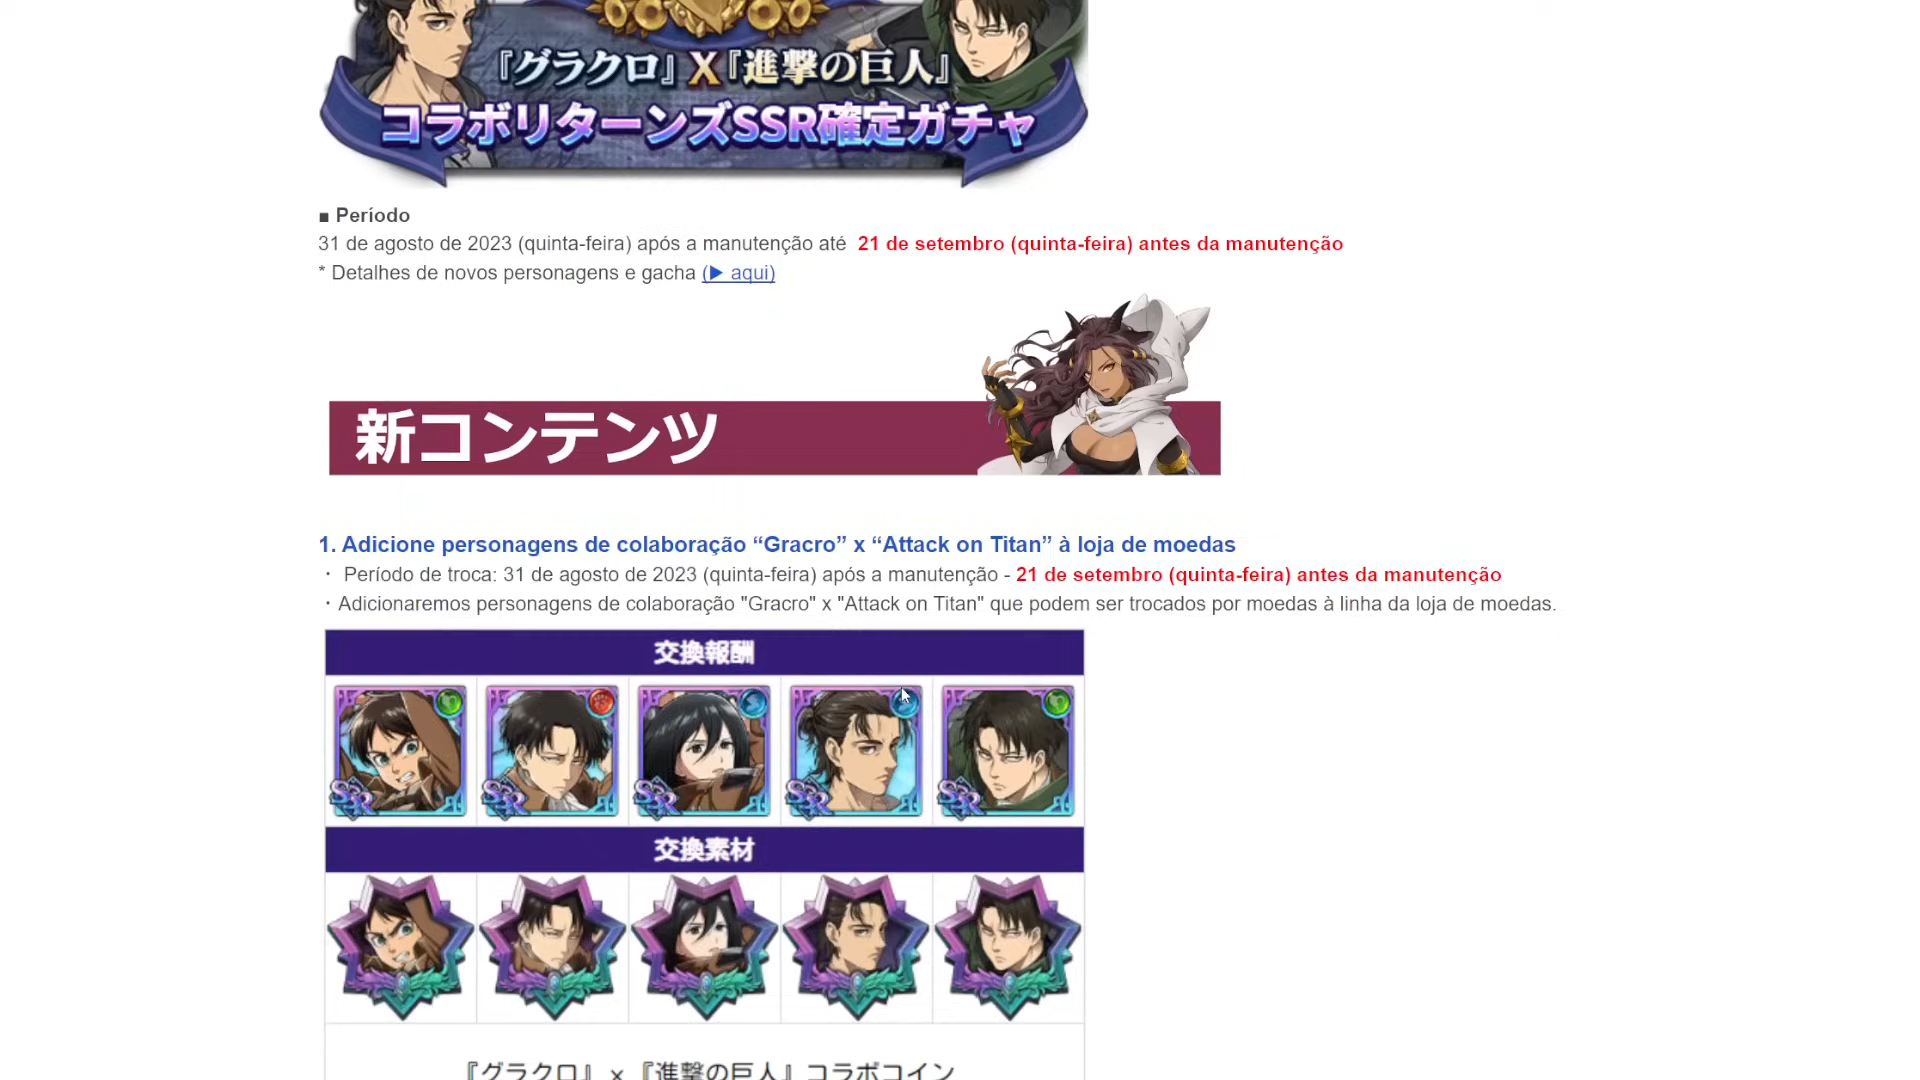 『グラクロ』X『進撃の巨人』
コラボリターンズSSR確定ガチャ
■ Período
31 de agosto de 2023 (quinta-feira) após a manutenção até 21 de setembro (quinta-feira) antes da manutenção
* Detalhes de novos personagens e gacha (▶ aqui)
新コンテンツ
1. Adicione personagens de colaboração “Gracro” x “Attack on Titan” à loja de moedas
・ Período de troca: 31 de agosto de 2023 (quinta-feira) após a manutenção - 21 de setembro (quinta-feira) antes da manutenção
・Adicionaremos personagens de colaboração "Gracro" x "Attack on Titan" que podem ser trocados por moedas à linha da loja de moedas.
交換報酬
SSR SSR SSR SSR SSR
交換素材
『グラクロ』×『進撃の巨人』コラボコイン